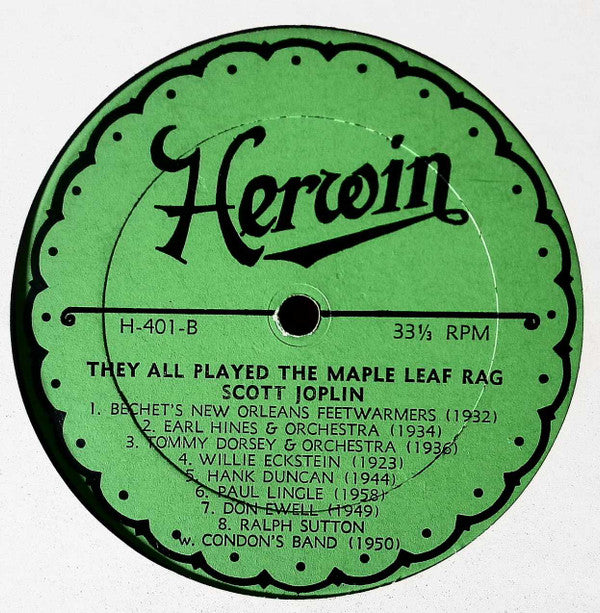 Herwin
H-401-B 33⅓ RPM
THEY ALL PLAYED THE MAPLE LEAF RAG
SCOTT JOPLIN
1. BECHET'S NEW ORLEANS FEETWARMERS (1932)
2. EARL HINES & ORCHESTRA (1934)
3. TOMMY DORSEY & ORCHESTRA (1936)
4. WILLIE ECKSTEIN (1923)
5. HANK DUNCAN (1944)
6. PAUL LINGLE (1958)
7. DON EWELL (1949)
8. RALPH SUTTON
w. CONDON'S BAND (1950)